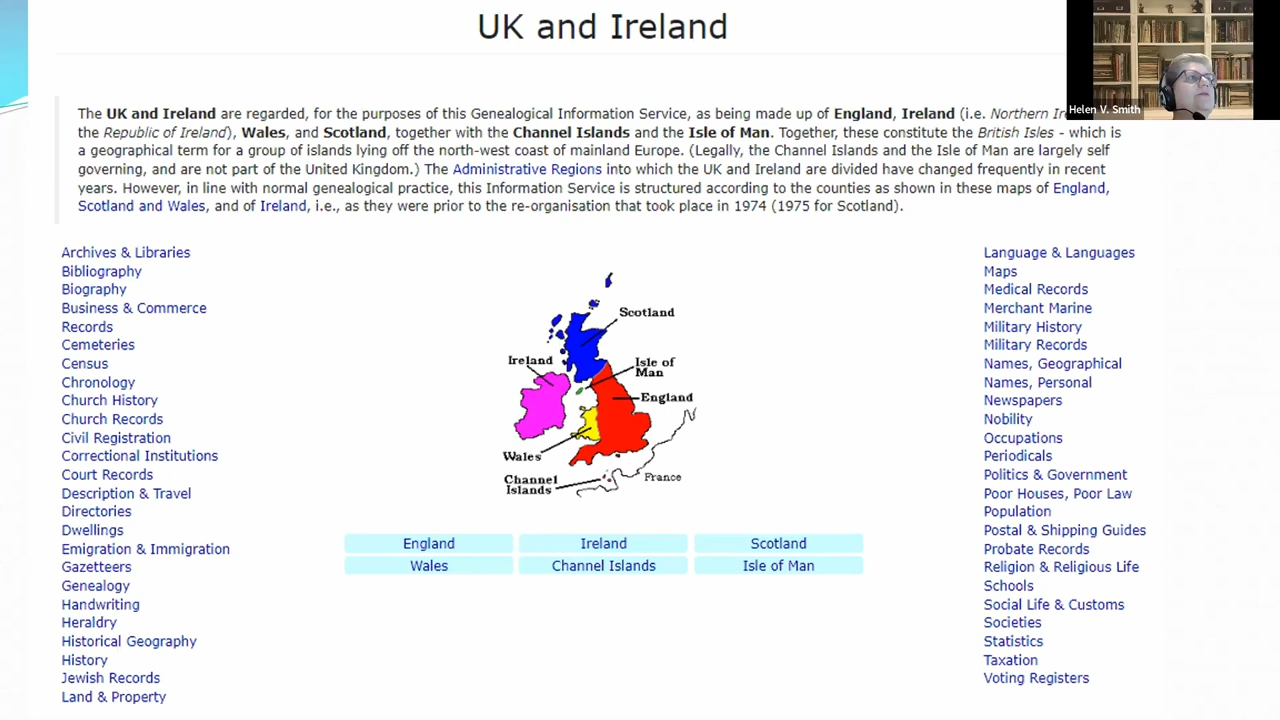 UK and Ireland
Helen V. Smith
The UK and Ireland are regarded, for the purposes of this Genealogical Information Service, as being made up of England, Ireland (i.e. Northern
the Republic of Ireland), Wales, and Scotland, together with the Channel Islands and the Isle of Man. Together, these constitute the British Isles - which is
a geographical term for a group of islands lying off the north-west coast of mainland Europe. (Legally, the Channel Islands and the Isle of Man are largely self
governing, and are not part of the United Kingdom.) The Administrative Regions into which the UK and Ireland are divided have changed frequently in recent
years. However, in line with normal genealogical practice, this Information Service is structured according to the counties as shown in these maps of England,
Scotland and Wales, and of Ireland, i.e., as they were prior to the re-organisation that took place in 1974 (1975 for Scotland).
Archives & Libraries
Bibliography
Biography
Business & Commerce
Records
Cemeteries
Census
Chronology
Church History
Church Records
Civil Registration
Correctional Institutions
Court Records
Description & Travel
Directories
Dwellings
Emigration & Immigration
Gazetteers
Genealogy
Handwriting
Heraldry
Historical Geography
History
Jewish Records
Land & Property
Scotland
Ireland
Isle of
Man
England
Wales
Channel
Islands
France
England
Ireland
Scotland
Wales
Channel Islands
Isle of Man
Language & Languages
Maps
Medical Records
Merchant Marine
Military History
Military Records
Names, Geographical
Names, Personal
Newspapers
Nobility
Occupations
Periodicals
Politics & Government
Poor Houses, Poor Law
Population
Postal & Shipping Guides
Probate Records
Religion & Religious Life
Schools
Social Life & Customs
Societies
Statistics
Taxation
Voting Registers